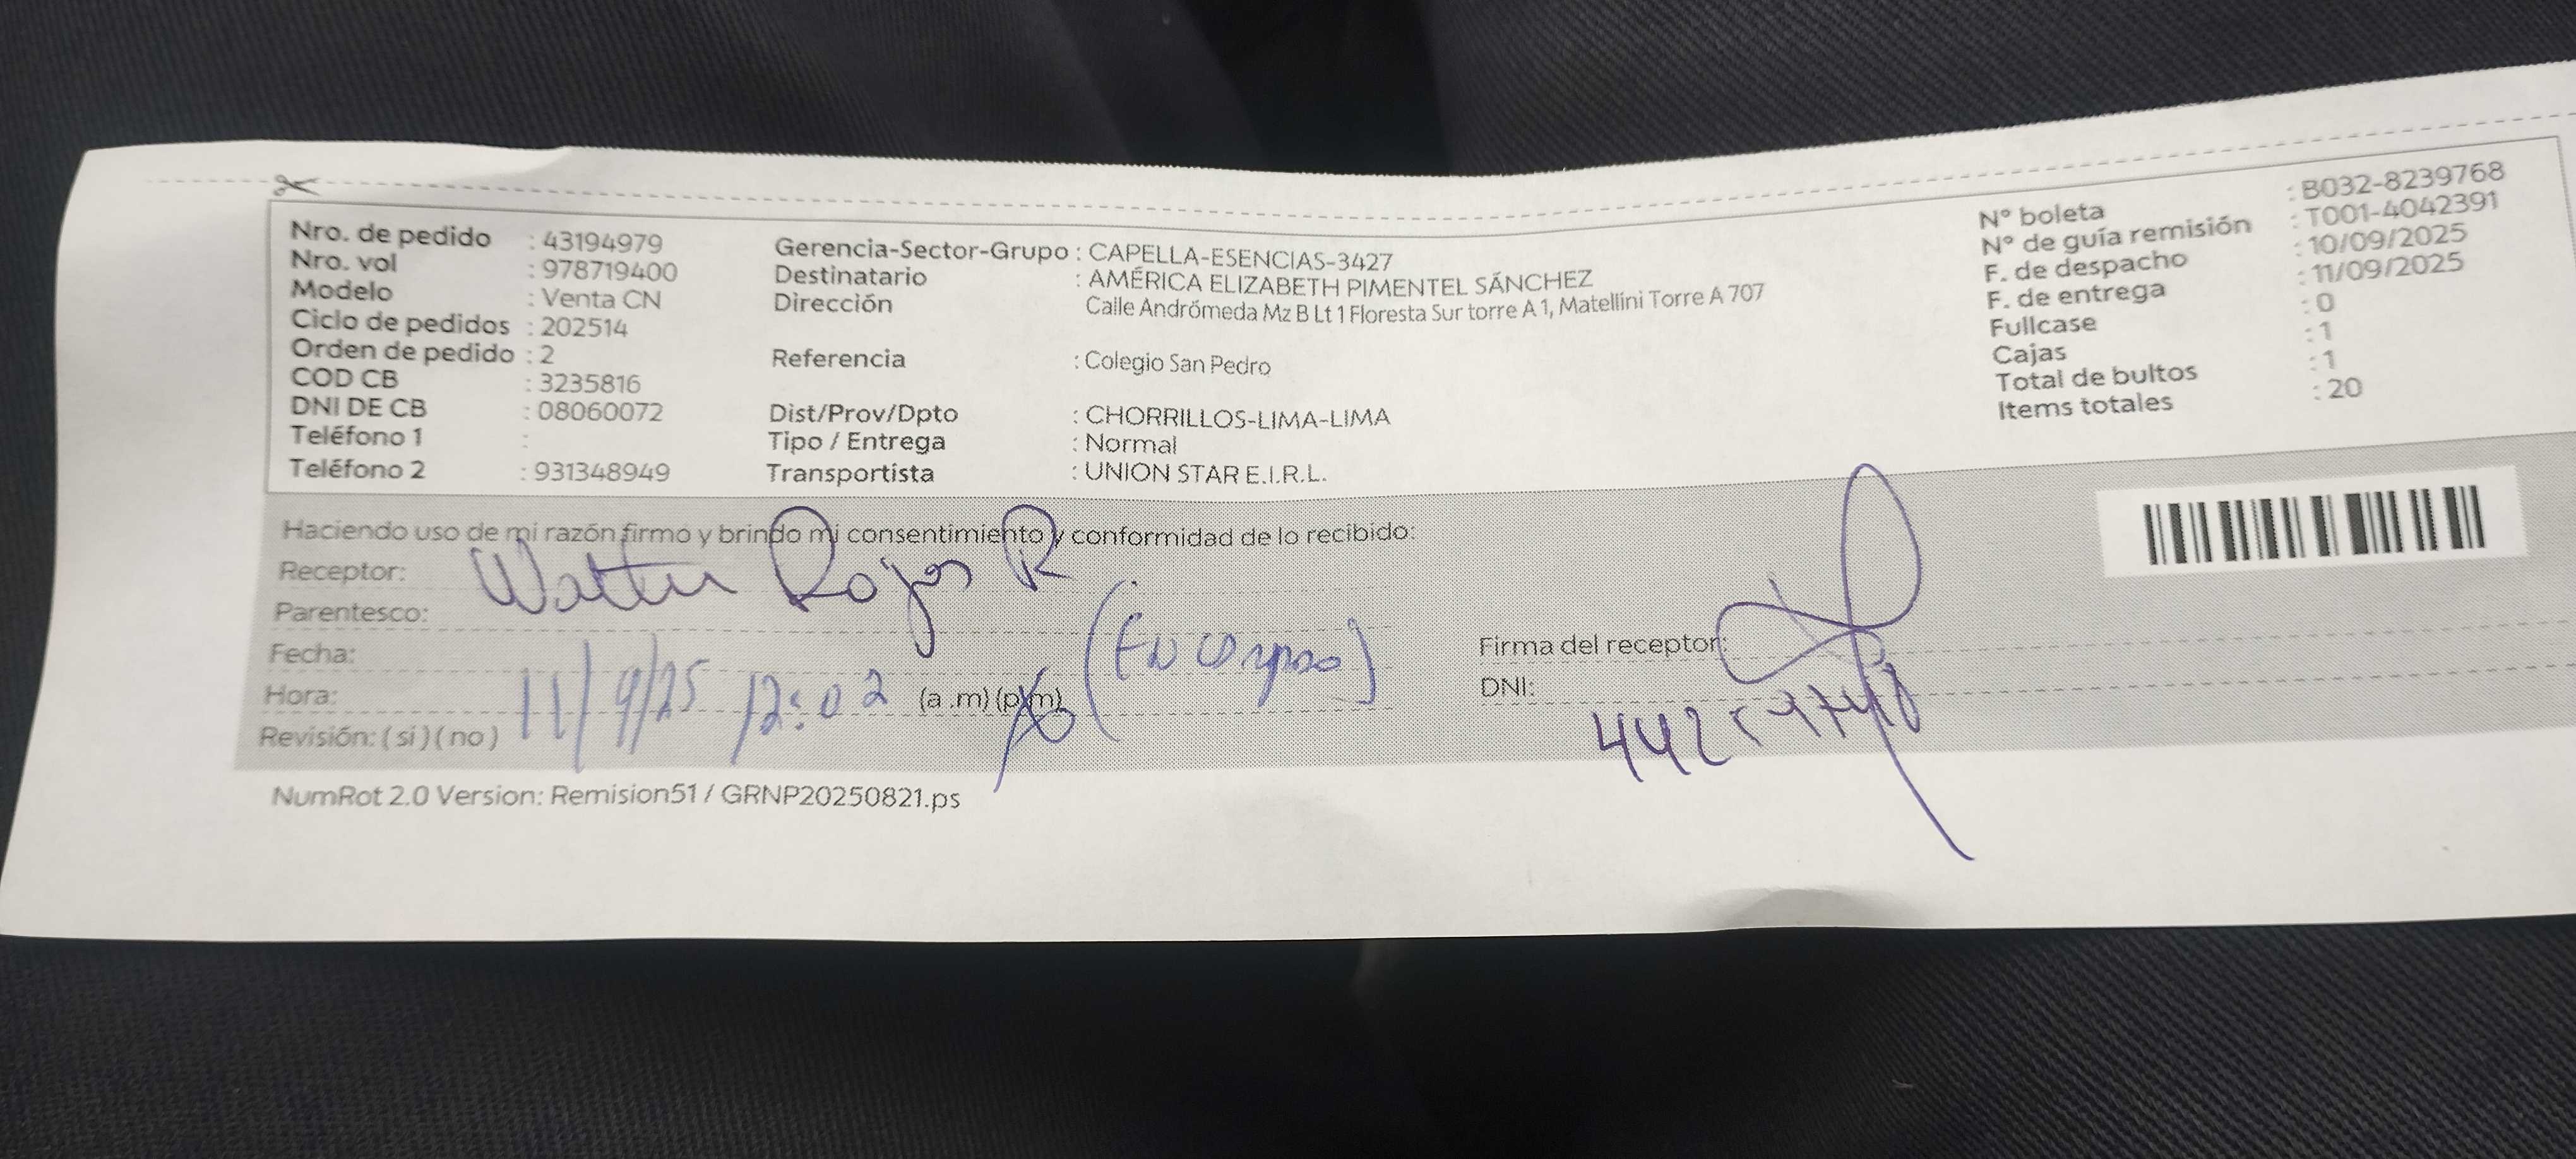 Nro. de pedido : 43194979
Nro. vol : 978719400
Modelo : Venta CN
Ciclo de pedidos : 202514
Orden de pedido : 2
COD CB : 3235816
DNI DE CB : 08060072
Teléfono 1 :
Teléfono 2 : 931348949
Gerencia-Sector-Grupo : CAPELLA-ESENCIAS-3427
Destinatario : AMÉRICA ELIZABETH PIMENTEL SÁNCHEZ
Dirección Calle Andrómeda Mz B Lt 1 Floresta Sur torre A 1, Matellini Torre A 707
Referencia : Colegio San Pedro
Dist/Prov/Dpto : CHORRILLOS-LIMA-LIMA
Tipo / Entrega : Normal
Transportista : UNION STAR E.I.R.L.
N° boleta : B032-8239768
N° de guía remisión : T001-4042391
F. de despacho : 10/09/2025
F. de entrega : 11/09/2025
Fullcase : 0
Cajas : 1
Total de bultos : 1
Items totales : 20
Haciendo uso de mi razón firmo y brindo mi consentimiento y conformidad de lo recibido:
Receptor: Walter Rojas R
Parentesco:
Fecha: 11/9/25
Hora: 12:02 (a .m) (p.m)
Revisión: ( si ) ( no )
Firma del receptor:
DNI:
NumRot 2.0 Version: Remision51 / GRNP20250821.ps